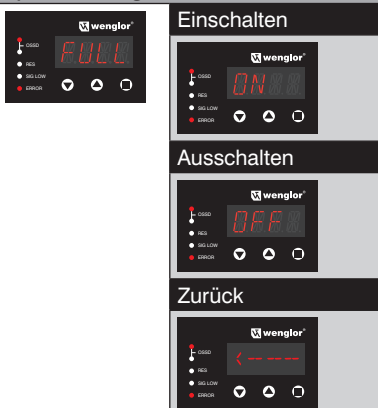 wenglor®
OSSD
FULL
RES
SIG LOW
ERROR
Einschalten
wenglor®
OSSD
ON
RES
SIG LOW
ERROR
Ausschalten
wenglor®
OSSD
OFF
RES
SIG LOW
ERROR
Zurück
wenglor®
OSSD
<----
RES
SIG LOW
ERROR